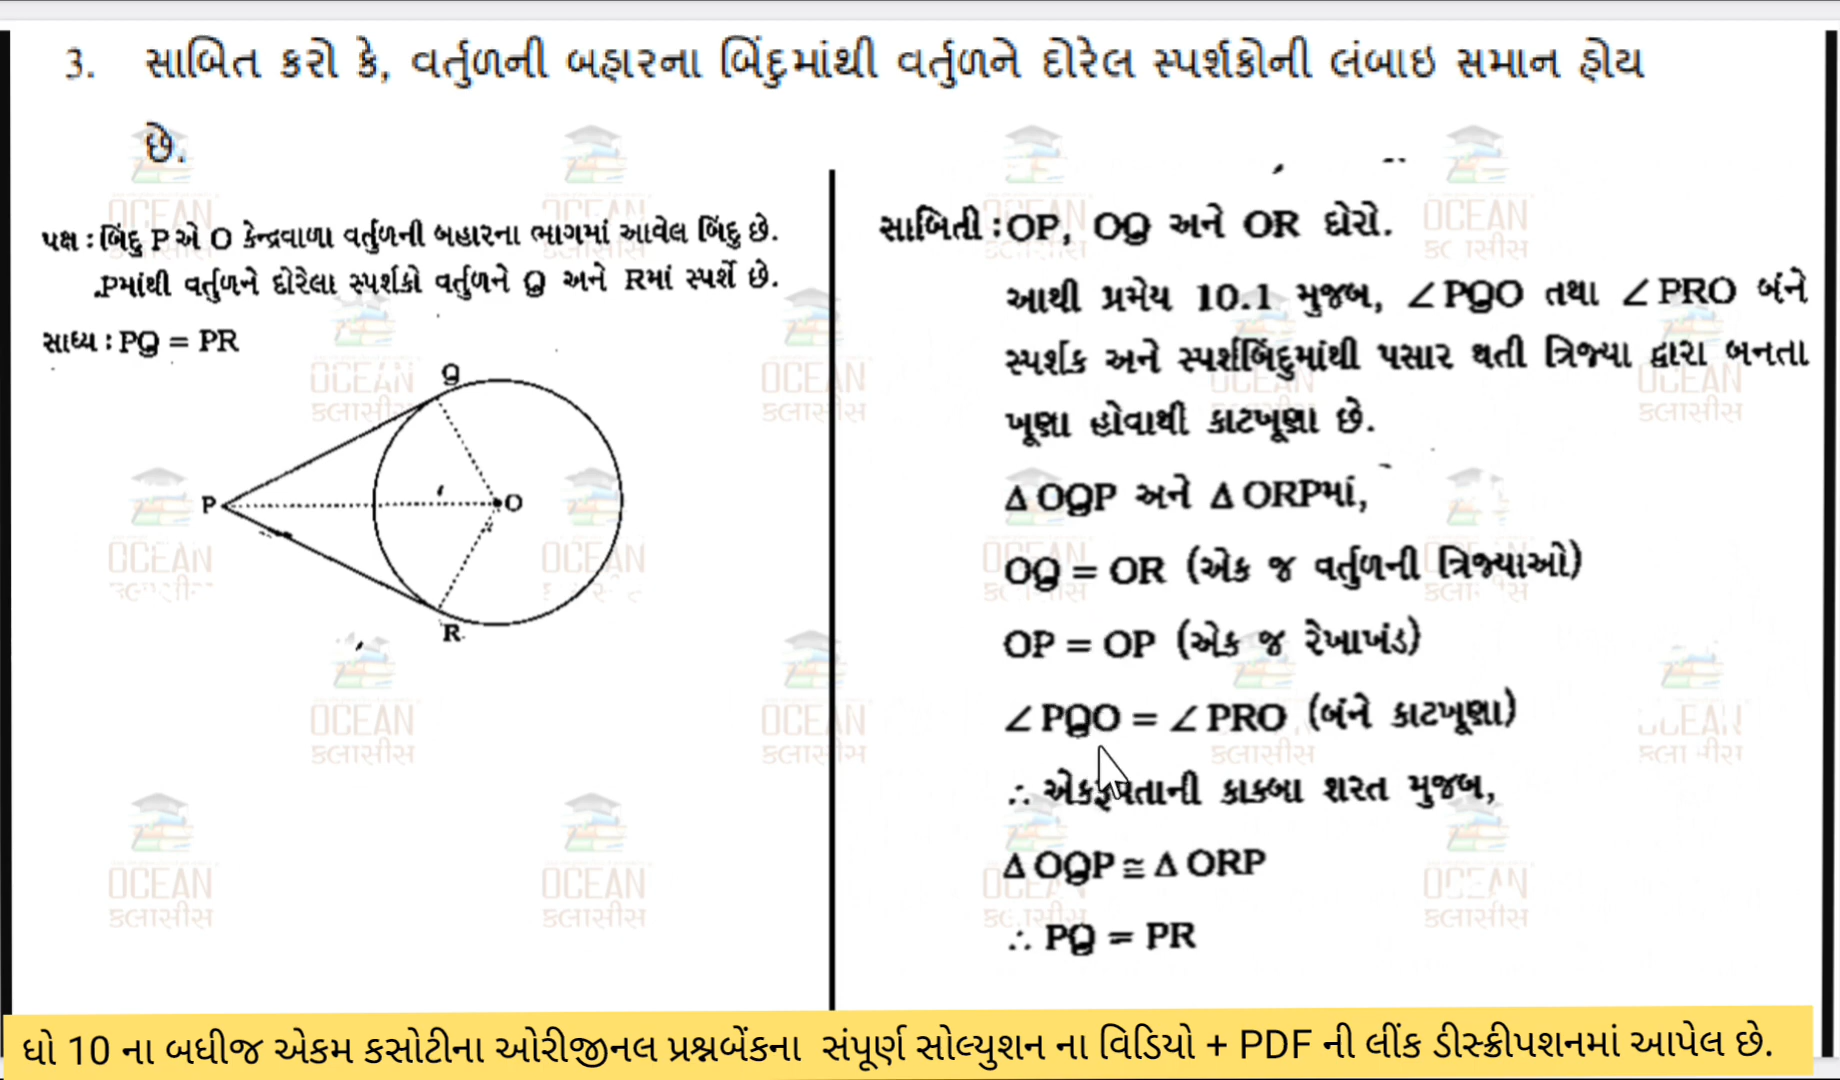 3. સાબિત કરો કે, વર્તુળની બહારના બિંદુમાંથી વર્તુળને દોરેલ સ્પર્શકોની લંબાઇ સમાન હોય
છે.
પક્ષ : બિંદુ P એ O કેન્દ્રવાળા વર્તુળની બહારના ભાગમાં આવેલ બિંદુ છે.
Pમાંથી વર્તુળને દોરેલા સ્પર્શકો વર્તુળને Q અને Rમાં સ્પર્શે છે.
સાધ્ય : PQ = PR
Q
P
O
R
સાબિતી : OP, OQ અને OR દોરો.
આથી પ્રમેય 10.1 મુજબ, ∠PQO તથા ∠PRO બંને
સ્પર્શક અને સ્પર્શબિંદુમાંથી પસાર થતી ત્રિજ્યા દ્વારા બનતા
ખૂણા હોવાથી કાટખૂણા છે.
Δ OQP અને Δ ORPમાં,
OQ = OR (એક જ વર્તુળની ત્રિજ્યાઓ)
OP = OP (એક જ રેખાખંડ)
∠PQO = ∠PRO (બંને કાટખૂણા)
∴ એકરૂપતાની કાકબા શરત મુજબ,
Δ OQP ≅ Δ ORP
∴ PQ = PR
ધો 10 ના બધીજ એકમ કસોટીના ઓરીજીનલ પ્રશ્નબેંકના સંપૂર્ણ સોલ્યુશન ના વિડિયો + PDF ની લીંક ડીસ્ક્રીપશનમાં આપેલ છે.
OCEAN
ક્લાસીસ